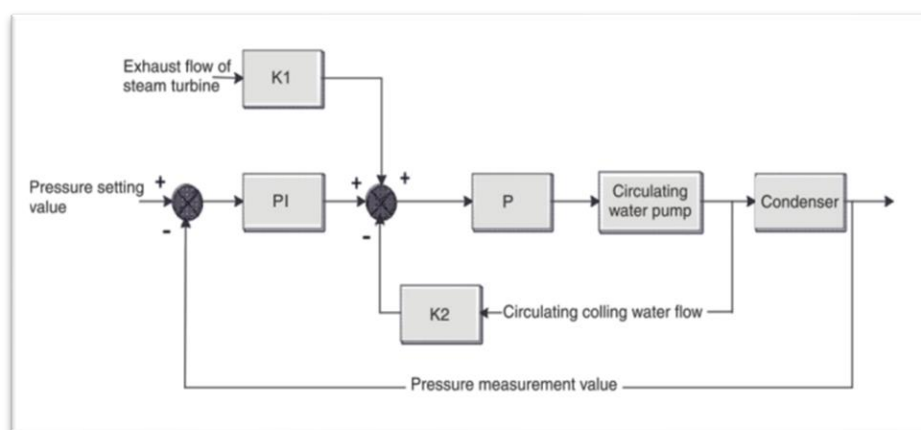 Exhaust flow of
steam turbine
K1
Pressure setting
value
+
-
PI
+
+
-
P
Circulating
water pump
Condenser
K2
Circulating colling water flow
Pressure measurement value